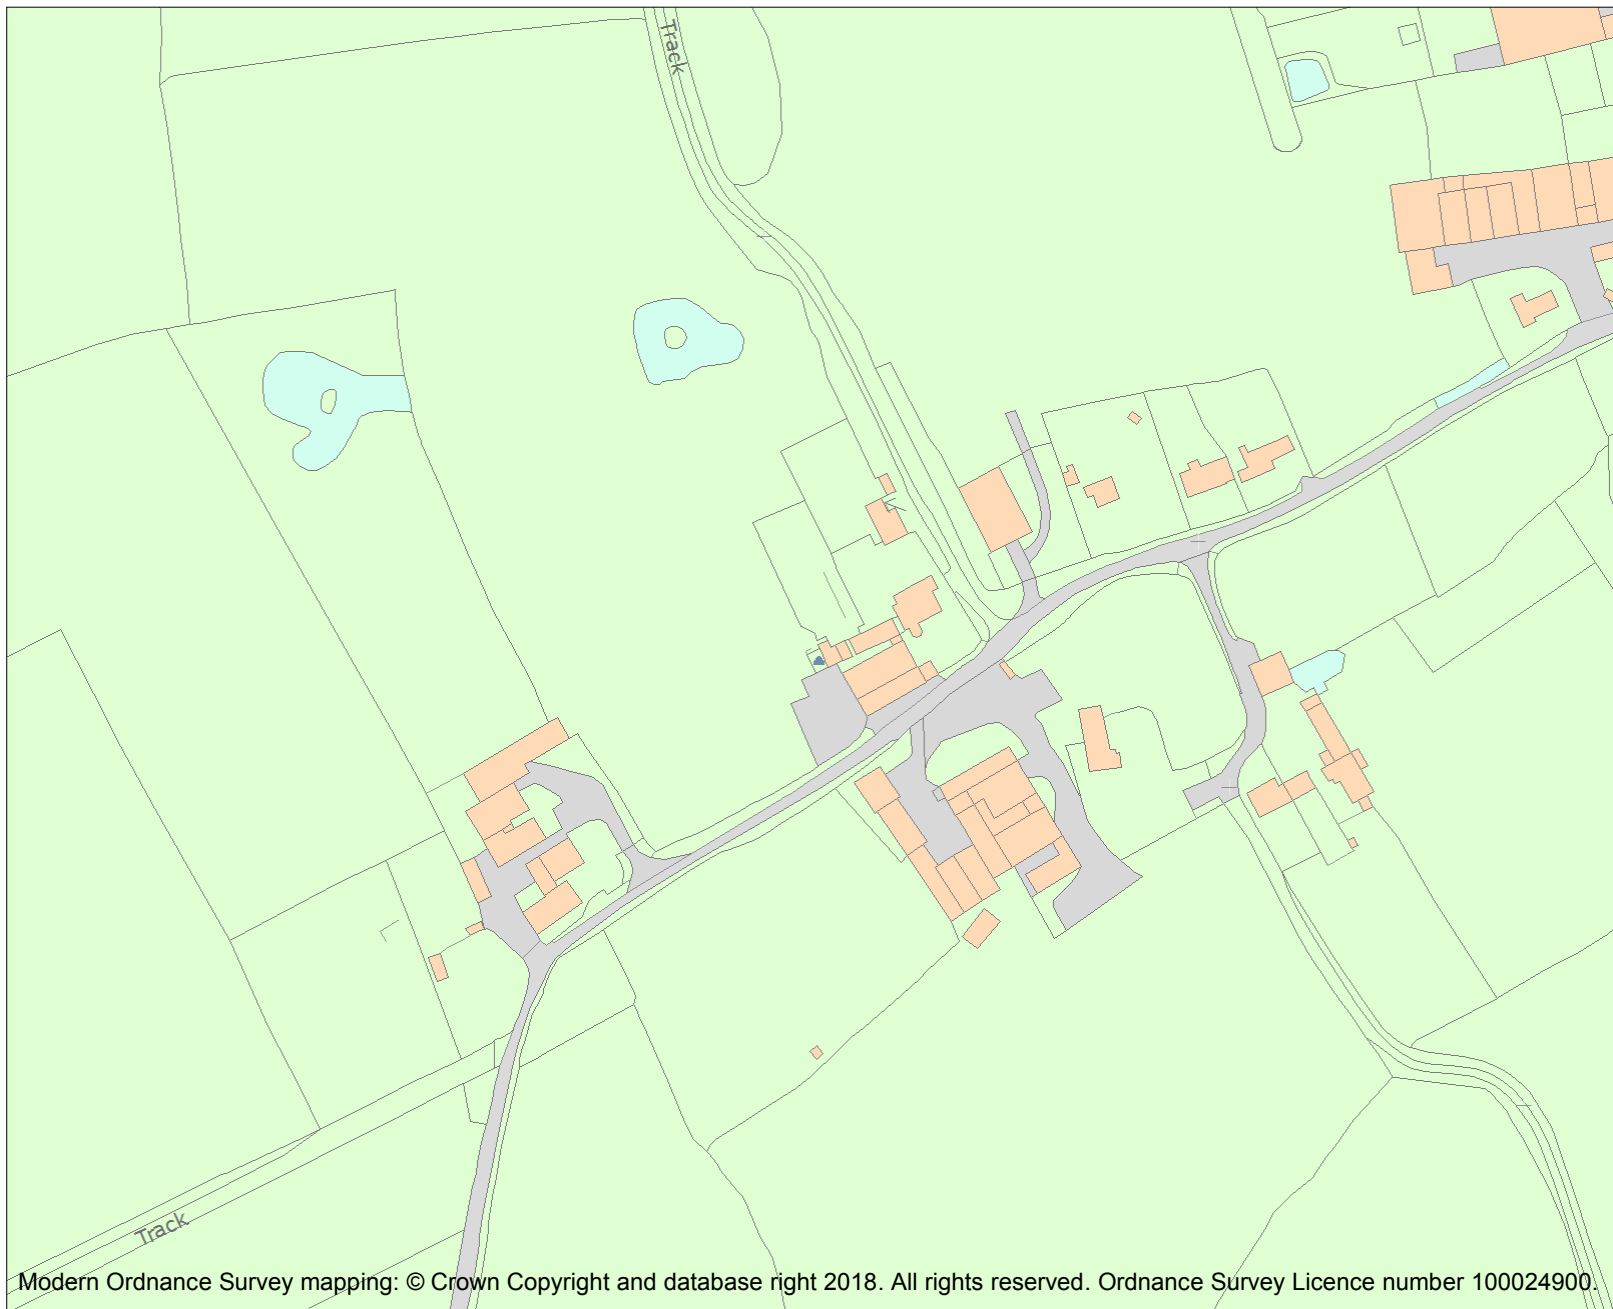 Track
Track
Modern Ordnance Survey mapping: © Crown Copyright and database right 2018. All rights reserved. Ordnance Survey Licence number 100024900.